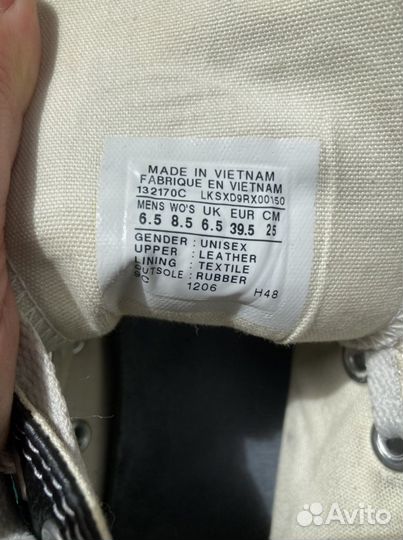 MADE IN VIETNAM
FABRIQUE EN VIETNAM
132170C LKSXD9RX00150
MENS WO'S UK EUR CM
6.5 8.5 6.5 39.5 25
GENDER : UNISEX
UPPER : LEATHER
LINING : TEXTILE
OUTSOLE : RUBBER
SC 1206 H48
Avito